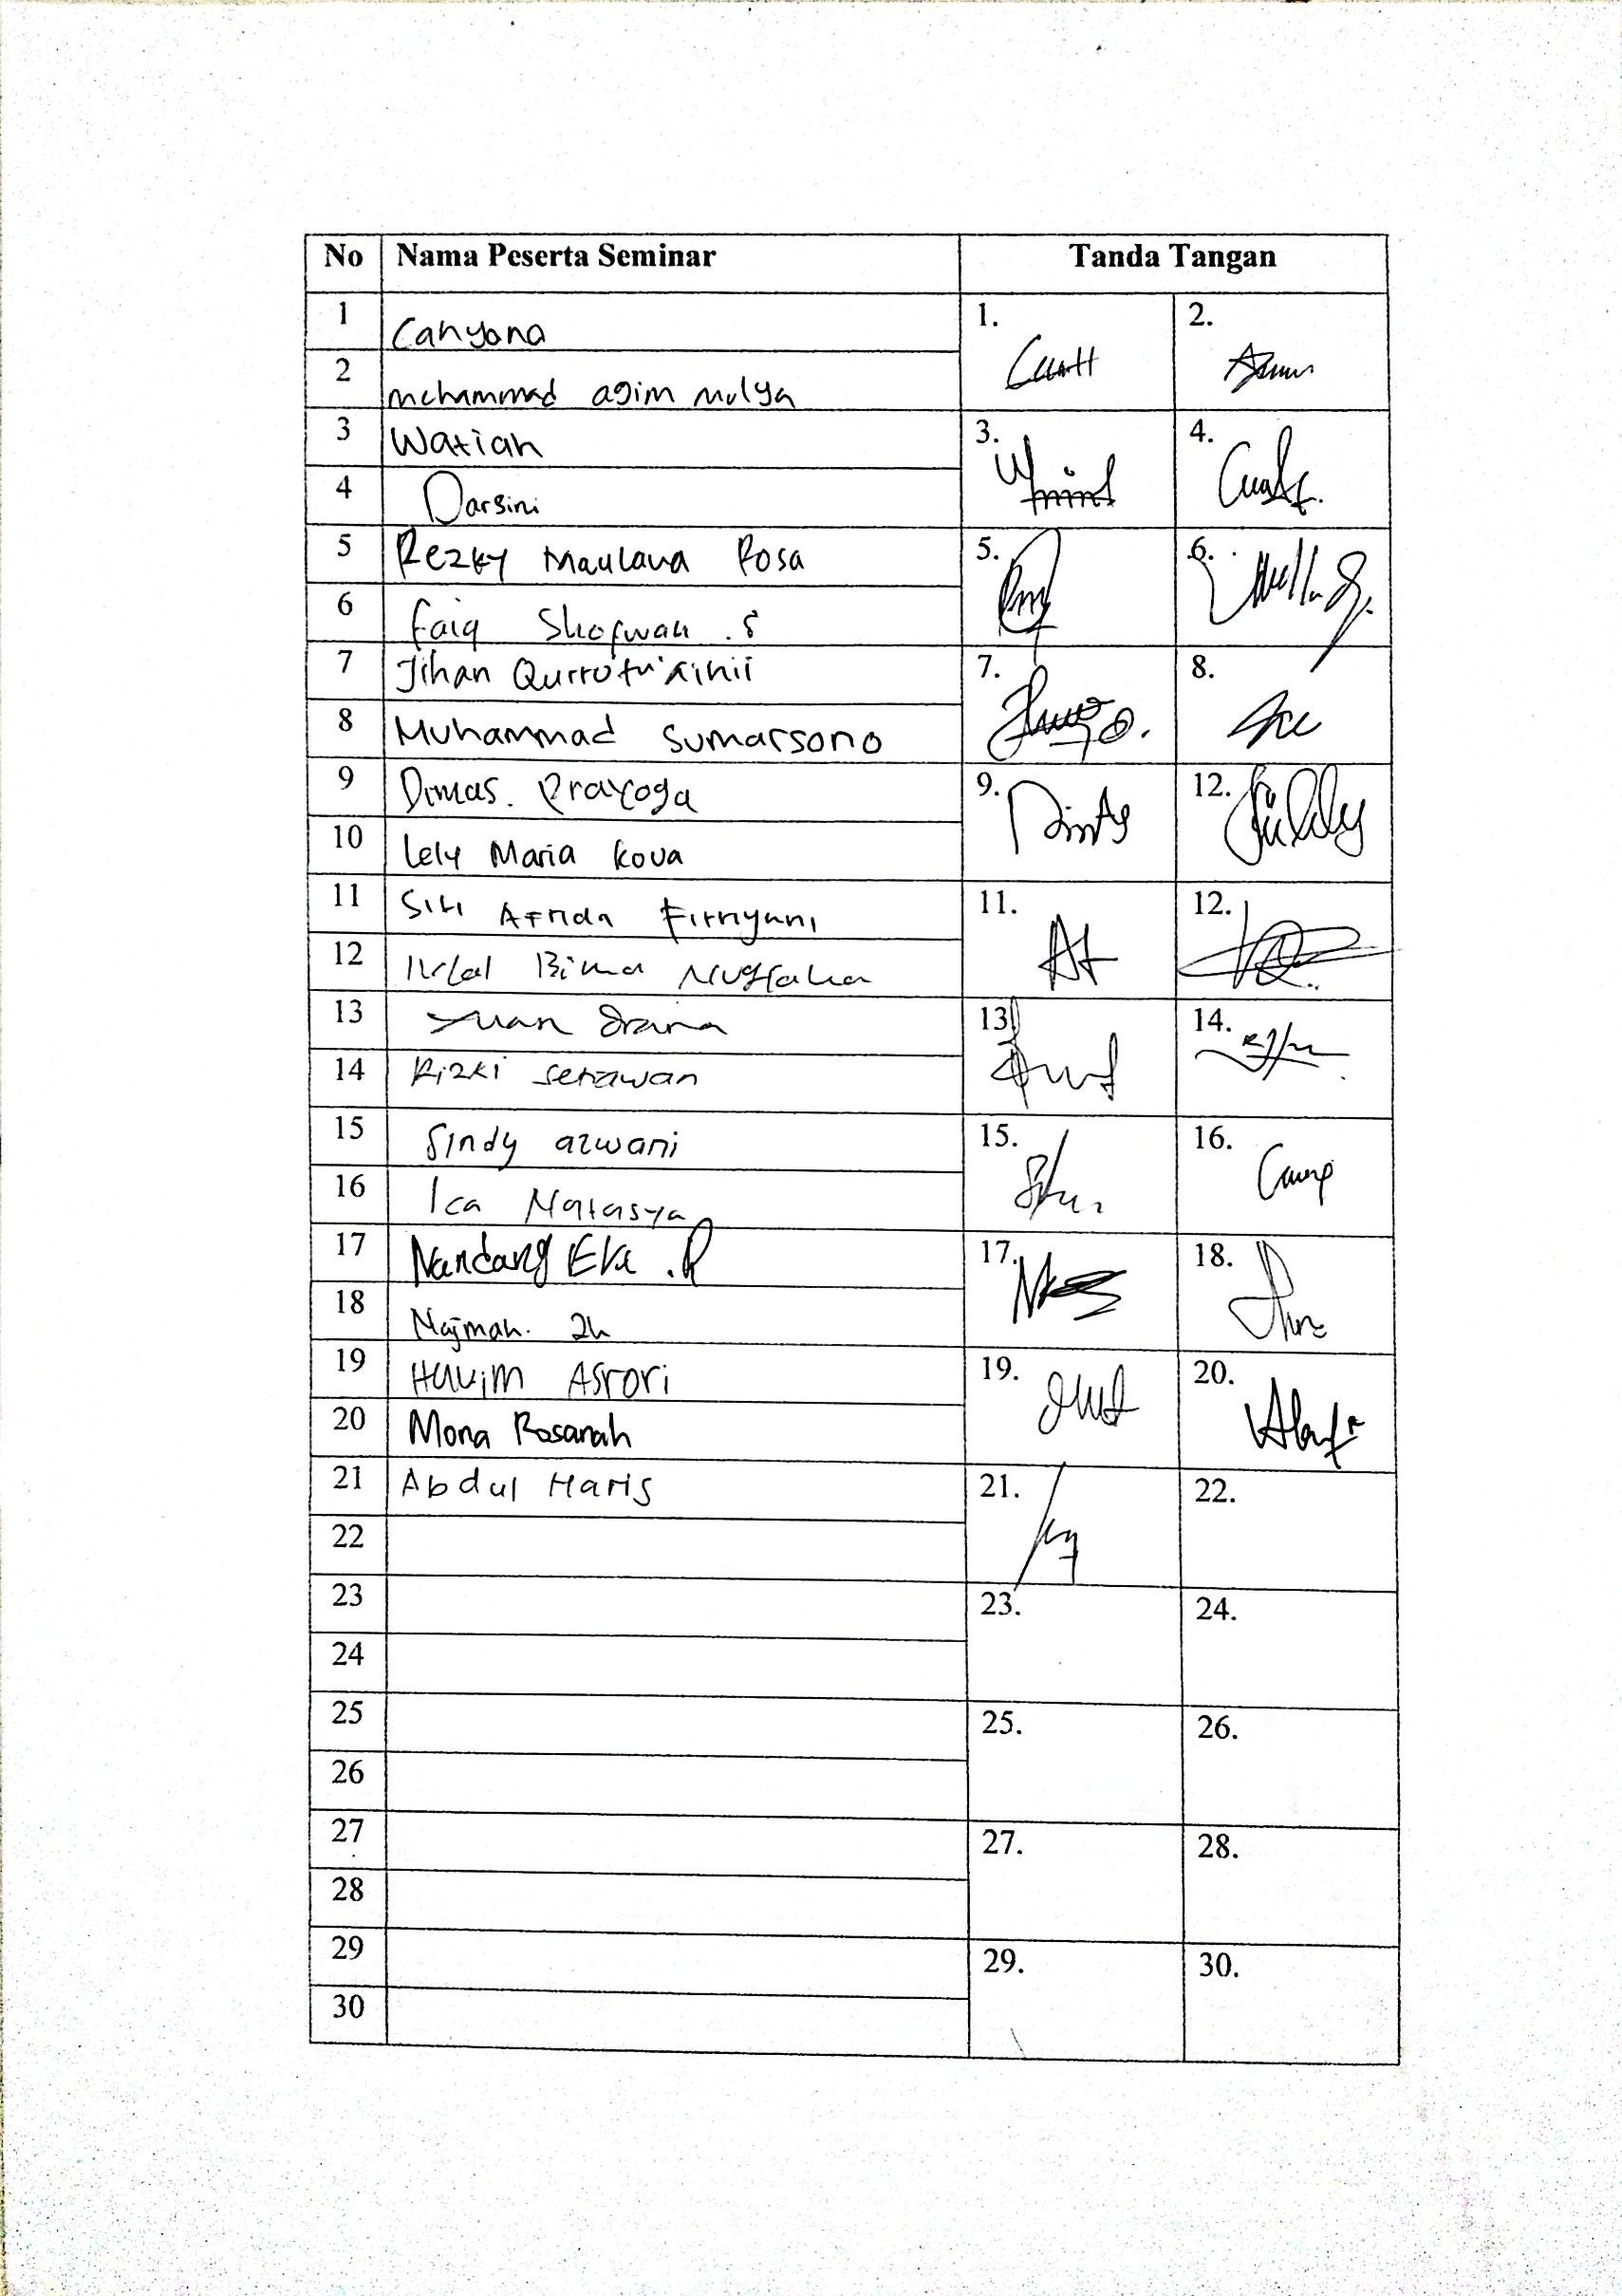 No Nama Peserta Seminar Tanda Tangan
1 Cahyana 1. 2.
2 mohammad agim mulya
3 Watiah 3. 4.
4 Darsini
5 Rezky Maulana Rosa 5. 6.
6 Faiq Shofwan .S
7 Jihan Qurrotu'Ainii 7. 8.
8 Muhammad Sumarsono
9 Dimas. Prayoga 9. 12.
10 Lely Maria kova
11 Siti Afrida Fitriyani 11. 12.
12 Bima Nugraha
13 13. 14.
14 Rizki Setiawan
15 Sindy azwani 15. 16.
16 Ica Natasya
17 Nandang Eka .R 17. 18.
18 Najmah. Zh
19 Hakim Asrori 19. 20.
20 Mona Rosanah
21 Abdul Haris 21. 22.
22
23 23. 24.
24
25 25. 26.
26
27 27. 28.
28
29 29. 30.
30